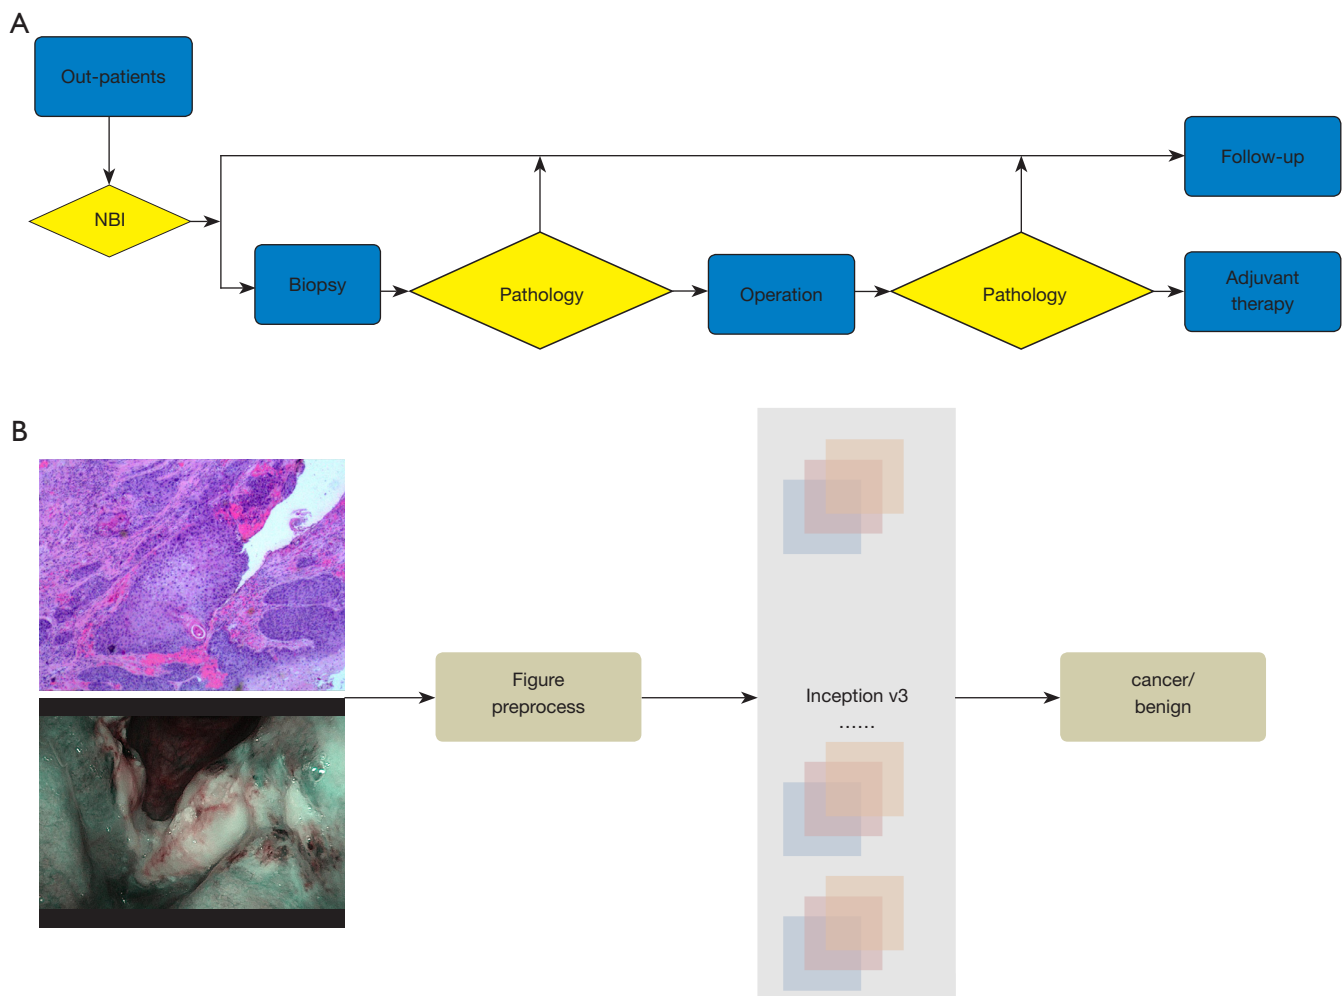 A
Out-patients
NBI
Biopsy
Pathology
Operation
Pathology
Follow-up
Adjuvant
therapy
B
Figure
preprocess
Inception v3
······
cancer/
benign